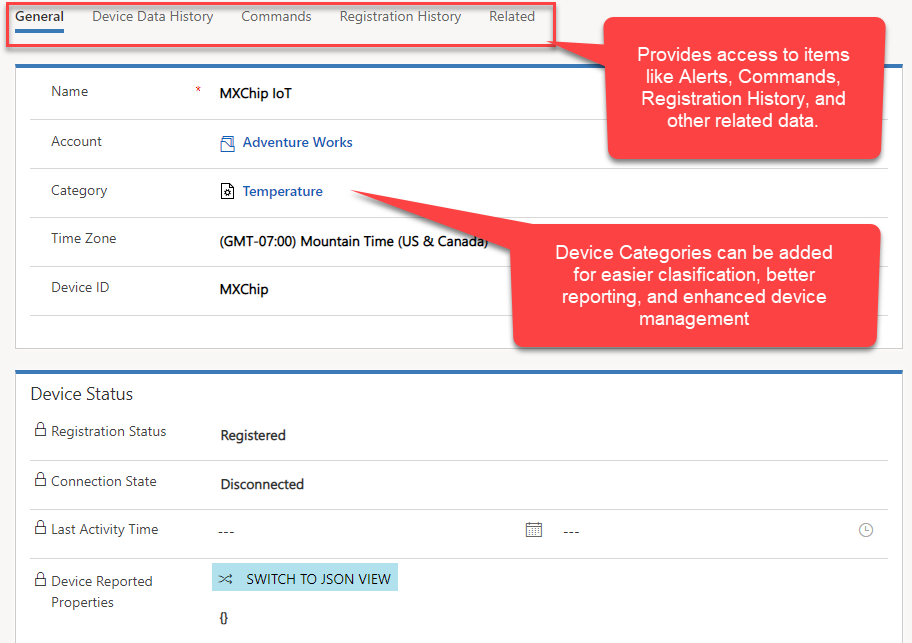 General Device Data History Commands Registration History Related
Provides access to items
like Alerts, Commands,
Registration History, and
other related data.
Name * MXChip IoT
Account Adventure Works
Category Temperature
Time Zone (GMT-07:00) Mountain Time (US & Canada)
Device ID MXChip
Device Categories can be added
for easier clasification, better
reporting, and enhanced device
management
Device Status
Registration Status Registered
Connection State Disconnected
Last Activity Time --- ---
Device Reported
Properties
SWITCH TO JSON VIEW
{}